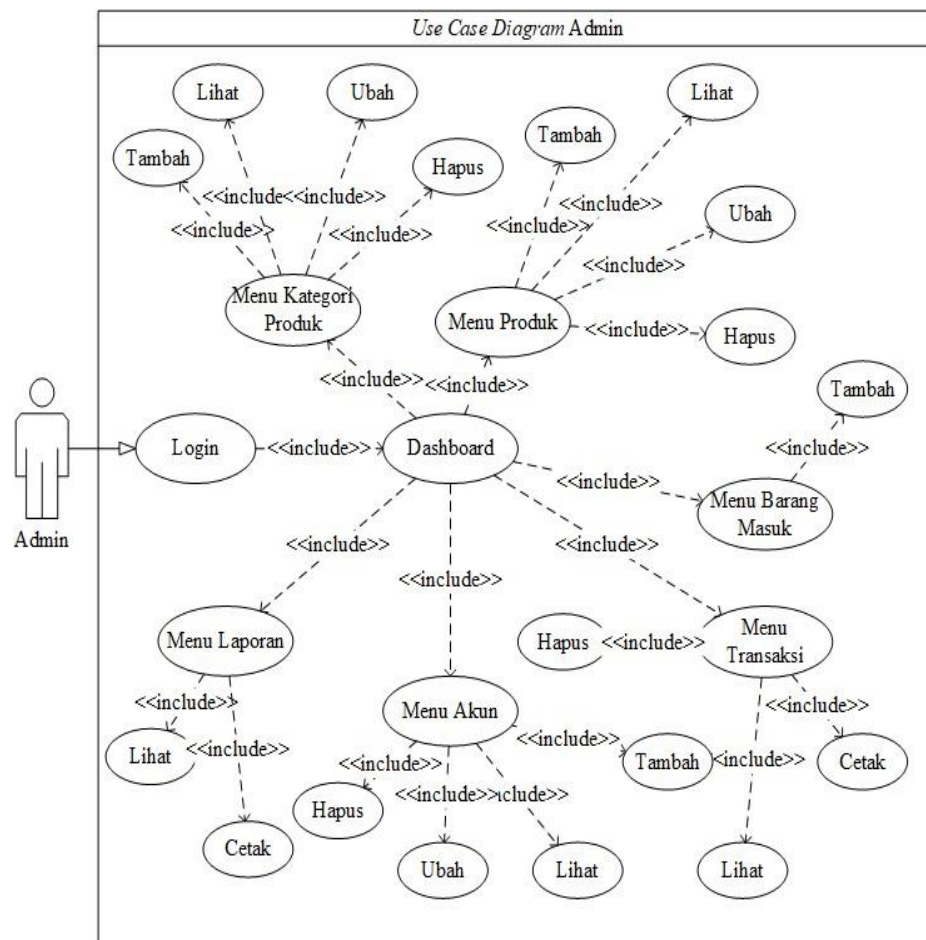 Use Case Diagram Admin
Lihat
Ubah
Lihat
Tambah
Tambah
Hapus
<<include>>
<<include>>
<<include>>
<<include>>
<<include>>
<<include>>
Ubah
<<include>>
Menu Kategori
Produk
Menu Produk
<<include>>
Hapus
<<include>>
<<include>>
Tambah
Login
<<include>>
Dashboard
<<include>>
<<include>>
Menu Barang
Masuk
Admin
<<include>>
<<include>>
<<include>>
Menu Laporan
Hapus
<<include>>
Menu
Transaksi
<<include>>
Menu Akun
<<include>>
<<include>>
Lihat
<<include>>
<<include>>
Tambah
<<include>>
Cetak
Hapus
<<include>>
include>>
Cetak
Ubah
Lihat
Lihat